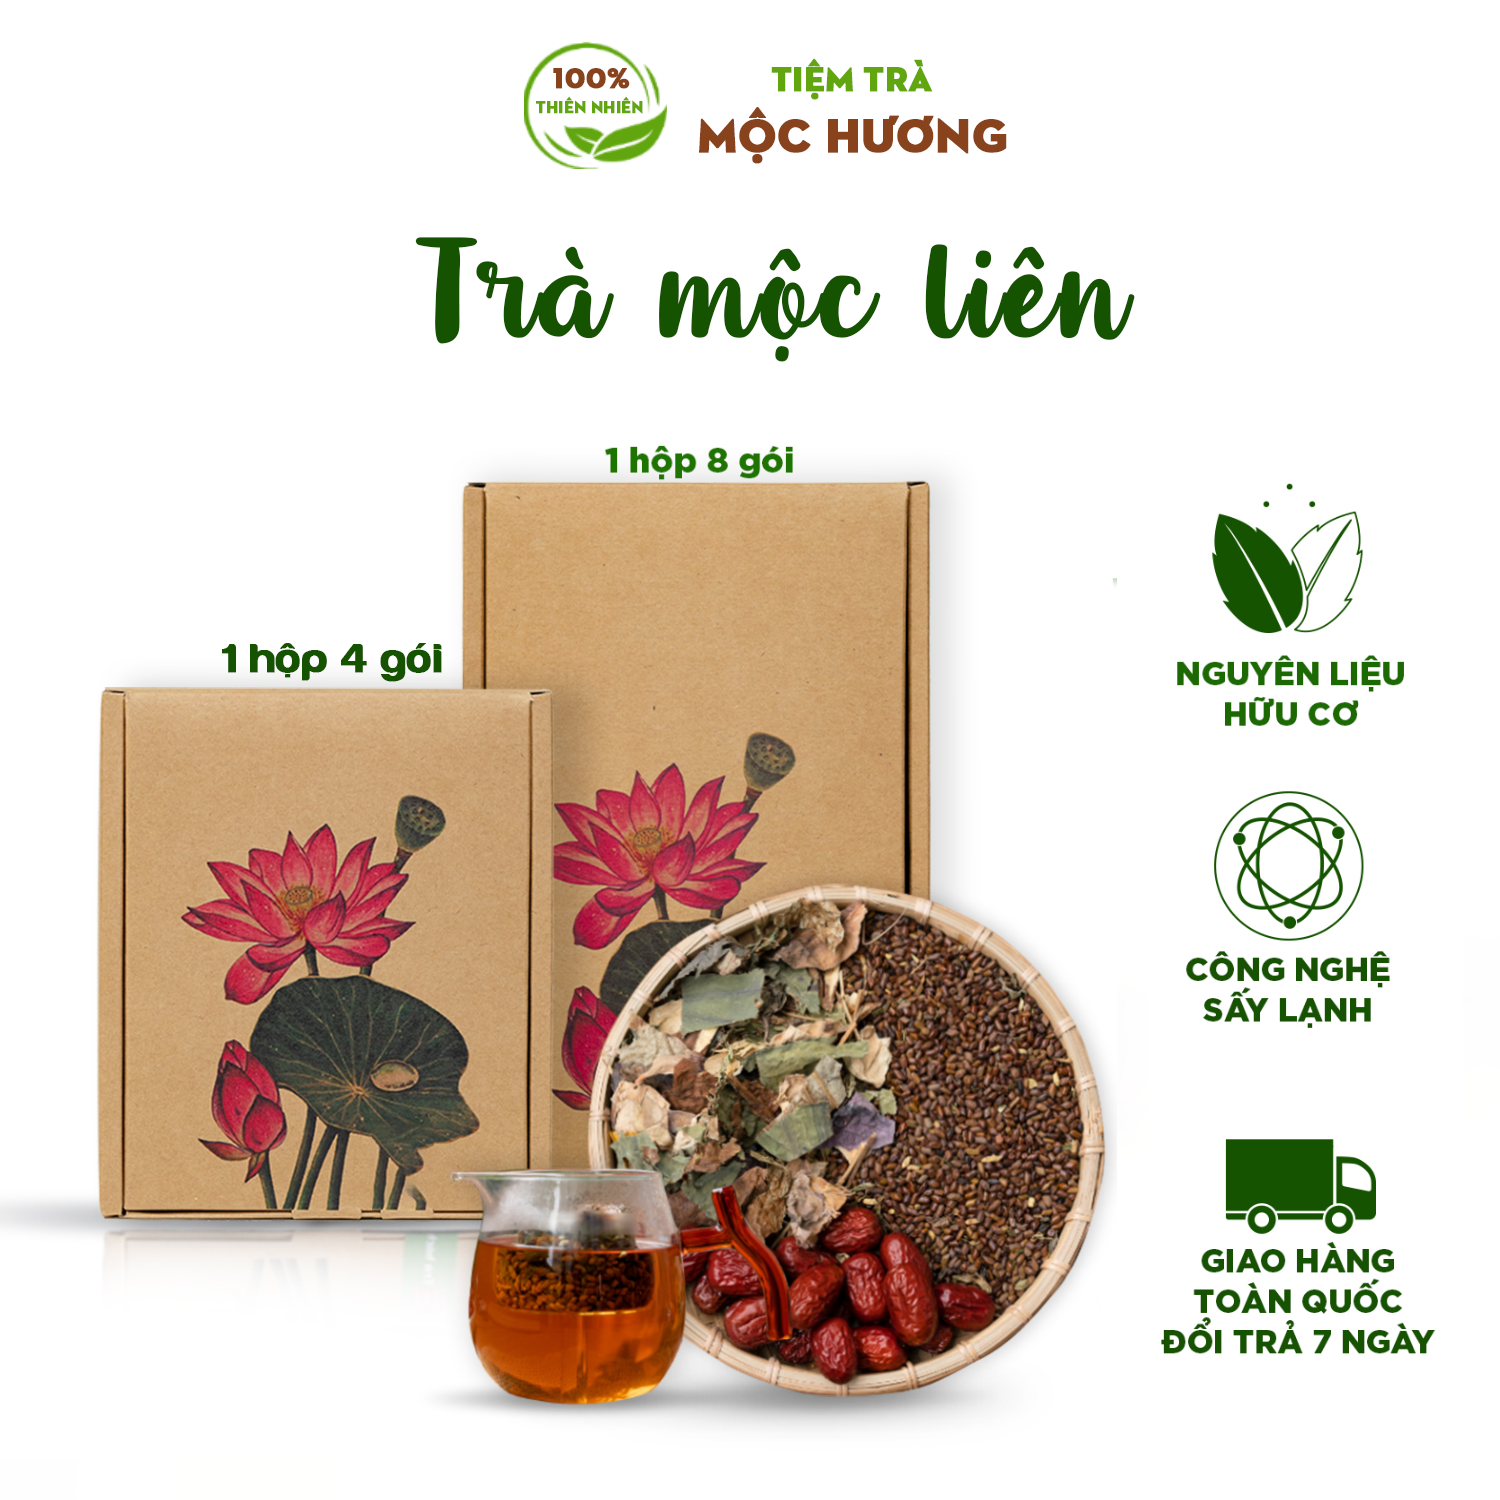 100%
THIÊN NHIÊN
TIỆM TRÀ
MỘC HƯƠNG
Trà mộc liên
1 hộp 8 gói
1 hộp 4 gói
NGUYÊN LIỆU
HỮU CƠ
CÔNG NGHỆ
SẤY LẠNH
GIAO HÀNG
TOÀN QUỐC
ĐỔI TRẢ 7 NGÀY